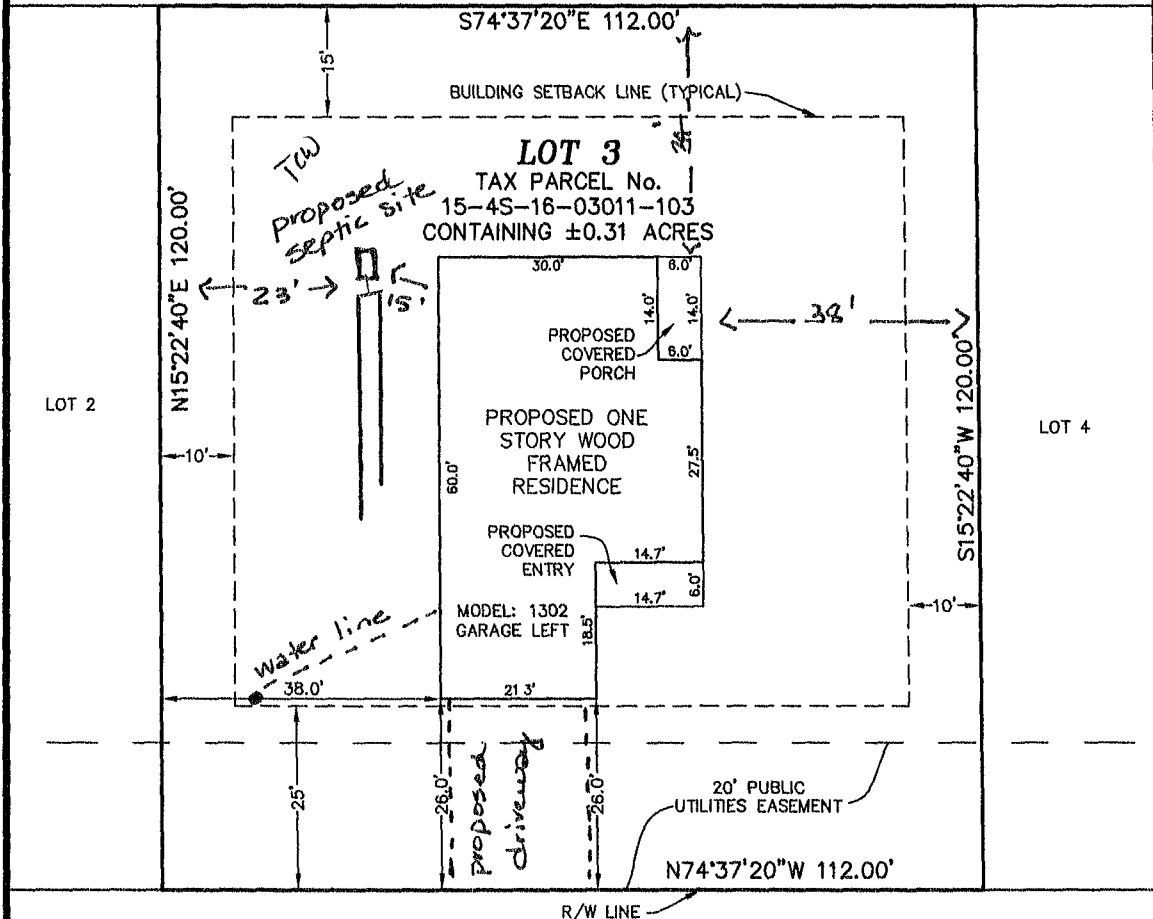 S74°37'20"E 112.00'
15'
BUILDING SETBACK LINE (TYPICAL)
TCW
proposed
septic site
LOT 3
TAX PARCEL No.
15-4S-16-03011-103
CONTAINING ±0.31 ACRES
N15°22'40"E 120.00'
30.0'
6.0'
23'
15'
14.0'
14.0'
38'
PROPOSED
COVERED
PORCH
6.0'
S15°22'40"W 120.00'
LOT 2
LOT 4
PROPOSED ONE
STORY WOOD
FRAMED
RESIDENCE
10'
60.0'
27.5'
PROPOSED
COVERED
ENTRY
14.7'
6.0'
14.7'
10'
MODEL: 1302
GARAGE LEFT
18.5'
water line
38.0'
21.3'
25'
26.0'
proposed
driveway
26.0'
20' PUBLIC
UTILITIES EASEMENT
N74°37'20"W 112.00'
R/W LINE